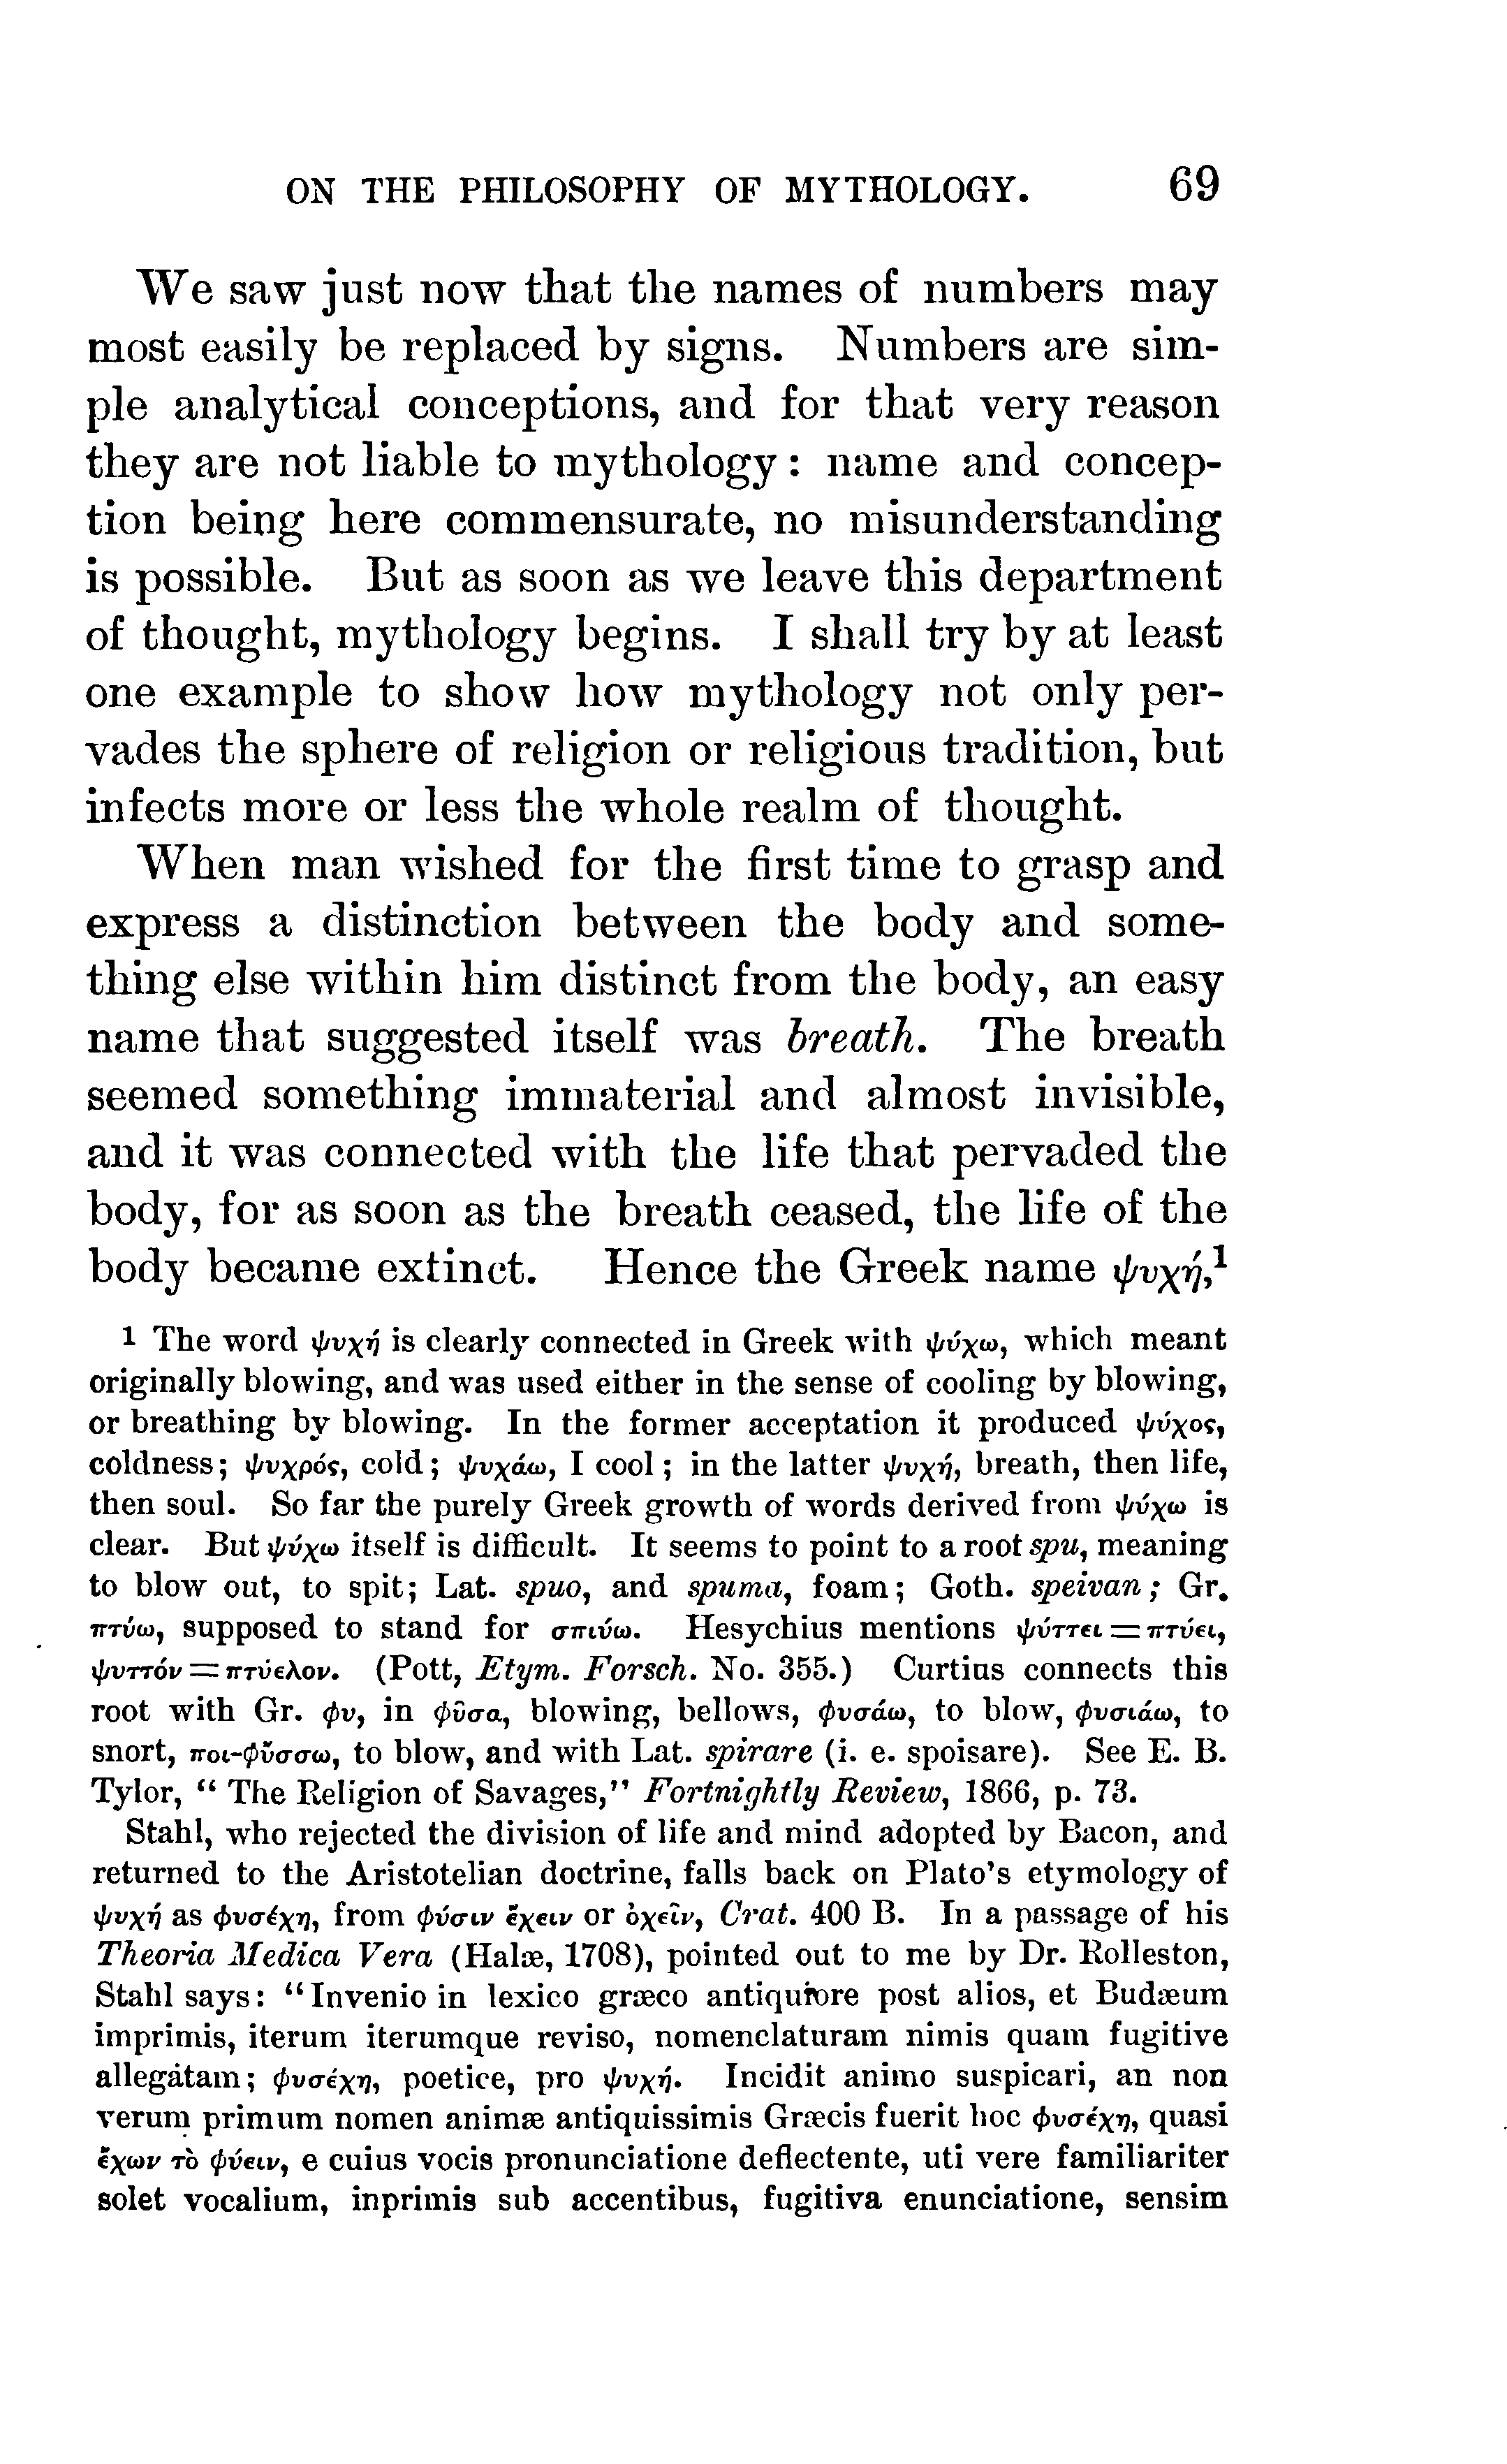 ON THE PHILOSOPHY OF MYTHOLOGY. 69
We saw just now that the names of numbers may
most easily be replaced by signs. Numbers are sim-
ple analytical conceptions, and for that very reason
they are not liable to mythology: name and concep-
tion being here commensurate, no misunderstanding
is possible. But as soon as we leave this department
of thought, mythology begins. I shall try by at least
one example to show how mythology not only per-
vades the sphere of religion or religious tradition, but
infects more or less the whole realm of thought.
When man wished for the first time to grasp and
express a distinction between the body and some-
thing else within him distinct from the body, an easy
name that suggested itself was breath. The breath
seemed something immaterial and almost invisible,
and it was connected with the life that pervaded the
body, for as soon as the breath ceased, the life of the
body became extinct. Hence the Greek name ψυχή,1
1 The word ψυχή is clearly connected in Greek with ψύχω, which meant
originally blowing, and was used either in the sense of cooling by blowing,
or breathing by blowing. In the former acceptation it produced ψύχος,
coldness; ψυχρός, cold; ψυχάω, I cool; in the latter ψυχή, breath, then life,
then soul. So far the purely Greek growth of words derived from ψύχω is
clear. But ψύχω itself is difficult. It seems to point to a root spu, meaning
to blow out, to spit; Lat. spuo, and spuma, foam; Goth. speivan; Gr.
πτύω, supposed to stand for σπιύω. Hesychius mentions ψύττει = πτύει,
ψυττόν = πτύελον. (Pott, Etym. Forsch. No. 355.) Curtius connects this
root with Gr. φυ, in φῦσα, blowing, bellows, φυσάω, to blow, φυσιάω, to
snort, ποι-φύσσω, to blow, and with Lat. spirare (i. e. spoisare). See E. B.
Tylor, "The Religion of Savages," Fortnightly Review, 1866, p. 73.
Stahl, who rejected the division of life and mind adopted by Bacon, and
returned to the Aristotelian doctrine, falls back on Plato's etymology of
ψυχή as φυσέχη, from φύσιν ἔχειν or ὀχεῖν, Crat. 400 B. In a passage of his
Theoria Medica Vera (Halæ, 1708), pointed out to me by Dr. Rolleston,
Stahl says: "Invenio in lexico græco antiquiore post alios, et Budæum
imprimis, iterum iterumque reviso, nomenclaturam nimis quam fugitive
allegatam; φυσέχη, poetice, pro ψυχή. Incidit animo suspicari, an non
verum primum nomen animæ antiquissimis Græcis fuerit hoc φυσέχη, quasi
ἔχων τὸ φύειν, e cuius vocis pronunciatione deflectente, uti vere familiariter
solet vocalium, inprimis sub accentibus, fugitiva enunciatione, sensim